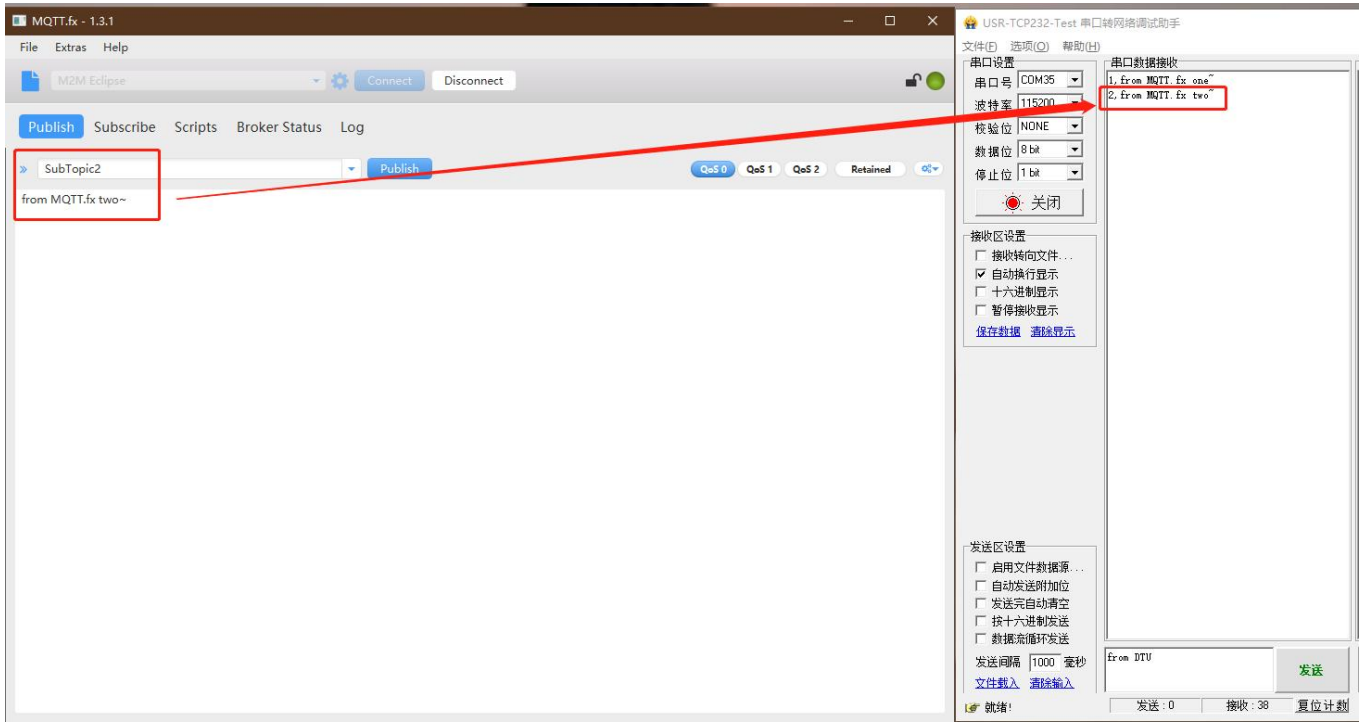 MQTT.fx - 1.3.1
File Extras Help
M2M Eclipse Connect Disconnect
Publish Subscribe Scripts Broker Status Log
SubTopic2 Publish QoS 0 QoS 1 QoS 2 Retained
from MQTT.fx two~
USR-TCP232-Test 串口转网络调试助手
文件(F) 选项(O) 帮助(H)
串口设置
串口号 COM35
波特率 115200
校验位 NONE
数据位 8 bit
停止位 1 bit
关闭
接收区设置
接收转向文件...
自动换行显示
十六进制显示
暂停接收显示
保存数据 清除显示
发送区设置
启用文件数据源...
自动发送附加位
发送完自动清空
按十六进制发送
数据流循环发送
发送间隔 1000 毫秒
文件载入 清除输入
就绪!
串口数据接收
1,from MQTT.fx one~
2,from MQTT.fx two~
from DTU
发送
发送:0 接收:38 复位计数